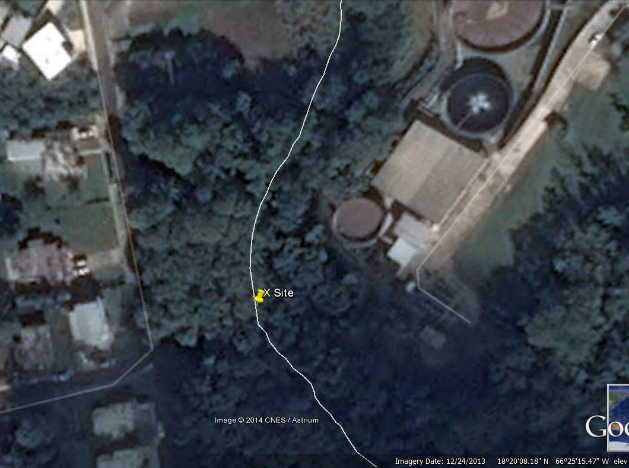 X Site
Image © 2014 CNES / Astrium
Goo
Imagery Date: 12/24/2013 18°20'08.18" N 66°25'15.47" W elev